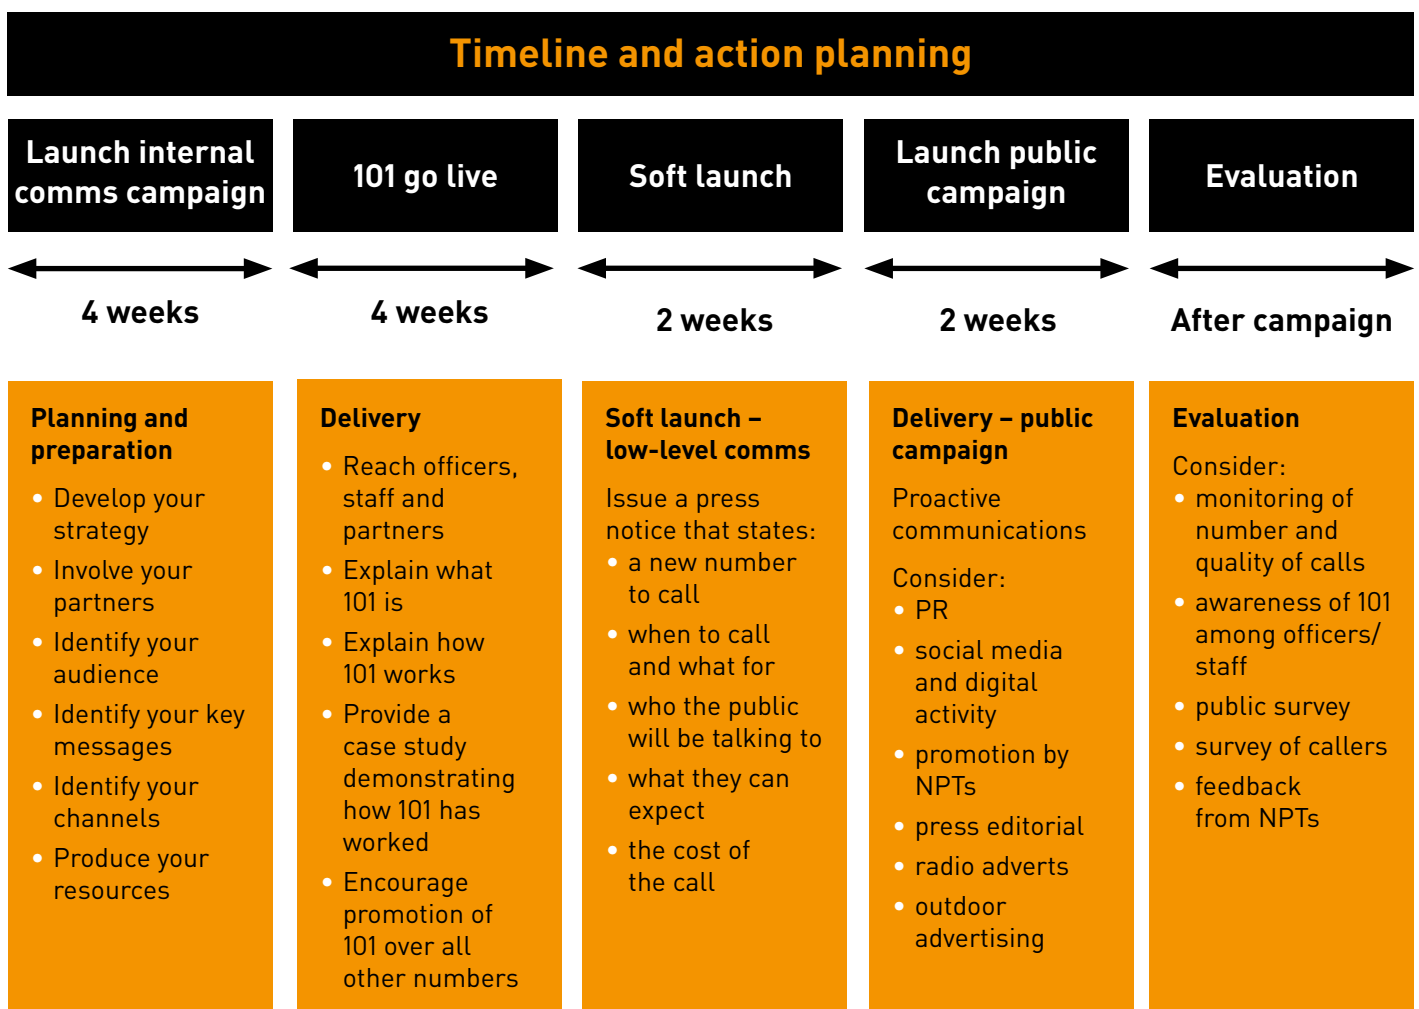 Timeline and action planning
Launch internal
comms campaign
101 go live
Soft launch
Launch public
campaign
Evaluation
4 weeks
4 weeks
2 weeks
2 weeks
After campaign
Planning and
preparation
• Develop your
strategy
• Involve your
partners
• Identify your
audience
• Identify your key
messages
• Identify your
channels
• Produce your
resources
Delivery
• Reach officers,
staff and
partners
• Explain what
101 is
• Explain how
101 works
• Provide a
case study
demonstrating
how 101 has
worked
• Encourage
promotion of
101 over all
other numbers
Soft launch –
low-level comms
Issue a press
notice that states:
• a new number
to call
• when to call
and what for
• who the public
will be talking to
• what they can
expect
• the cost of
the call
Delivery – public
campaign
Proactive
communications
Consider:
• PR
• social media
and digital
activity
• promotion by
NPTs
• press editorial
• radio adverts
• outdoor
advertising
Evaluation
Consider:
• monitoring of
number and
quality of calls
• awareness of 101
among officers/
staff
• public survey
• survey of callers
• feedback
from NPTs